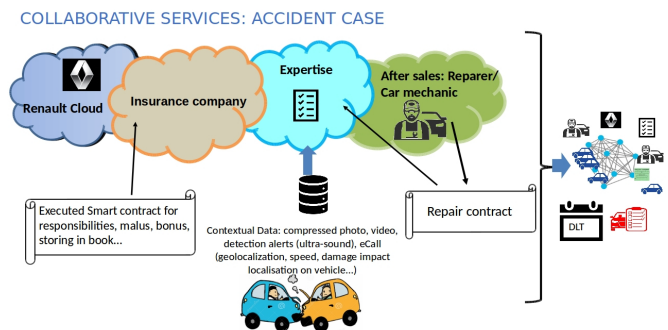 COLLABORATIVE SERVICES: ACCIDENT CASE
Renault Cloud
Insurance company
Expertise
After sales: Reparer/
Car mechanic
Executed Smart contract for
responsibilities, malus, bonus,
storing in book...
Contextual Data: compressed photo, video,
detection alerts (ultra-sound), eCall
(geolocalization, speed, damage impact
localisation on vehicle...)
Repair contract
DLT